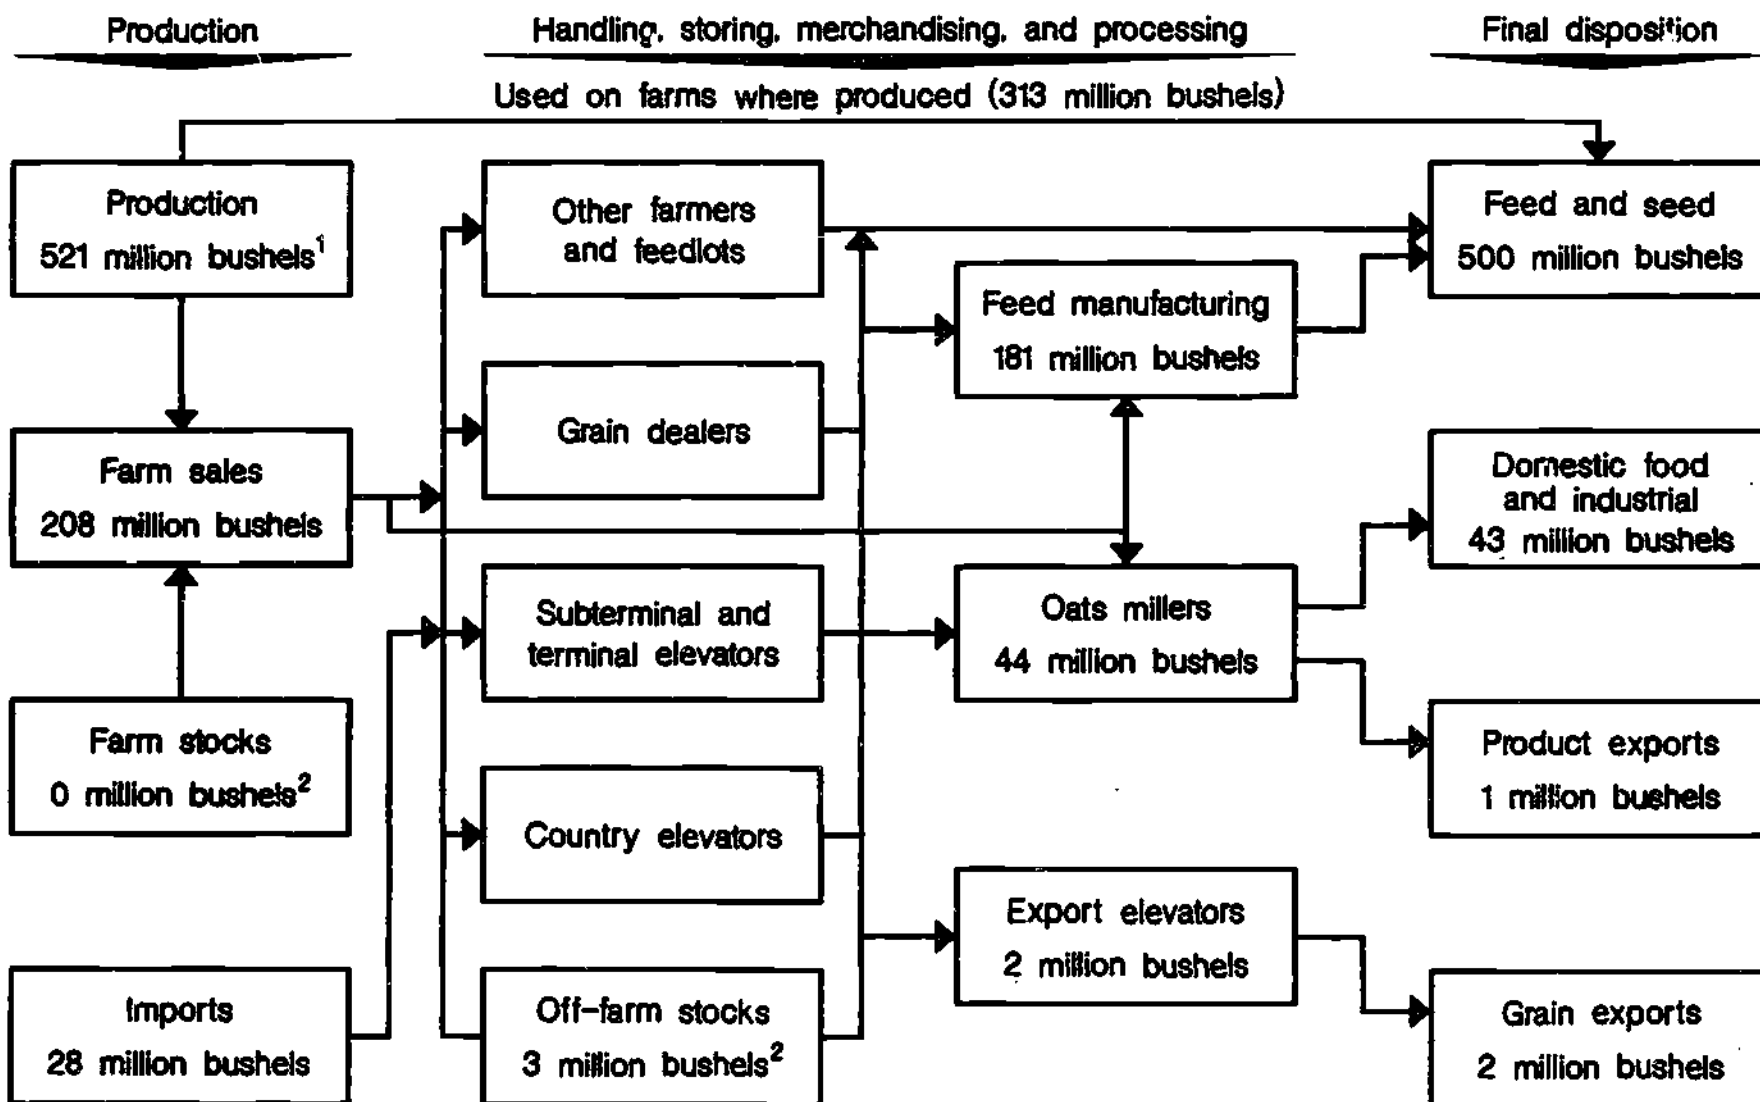 Production
Handling, storing, merchandising, and processing
Final disposition
Used on farms where produced (313 million bushels)
Production
521 million bushels¹
Other farmers
and feedlots
Feed and seed
500 million bushels
Feed manufacturing
181 million bushels
Grain dealers
Farm sales
208 million bushels
Domestic food
and industrial
43 million bushels
Subterminal and
terminal elevators
Oats millers
44 million bushels
Farm stocks
0 million bushels²
Product exports
1 million bushels
Country elevators
Export elevators
2 million bushels
Imports
28 million bushels
Off-farm stocks
3 million bushels²
Grain exports
2 million bushels